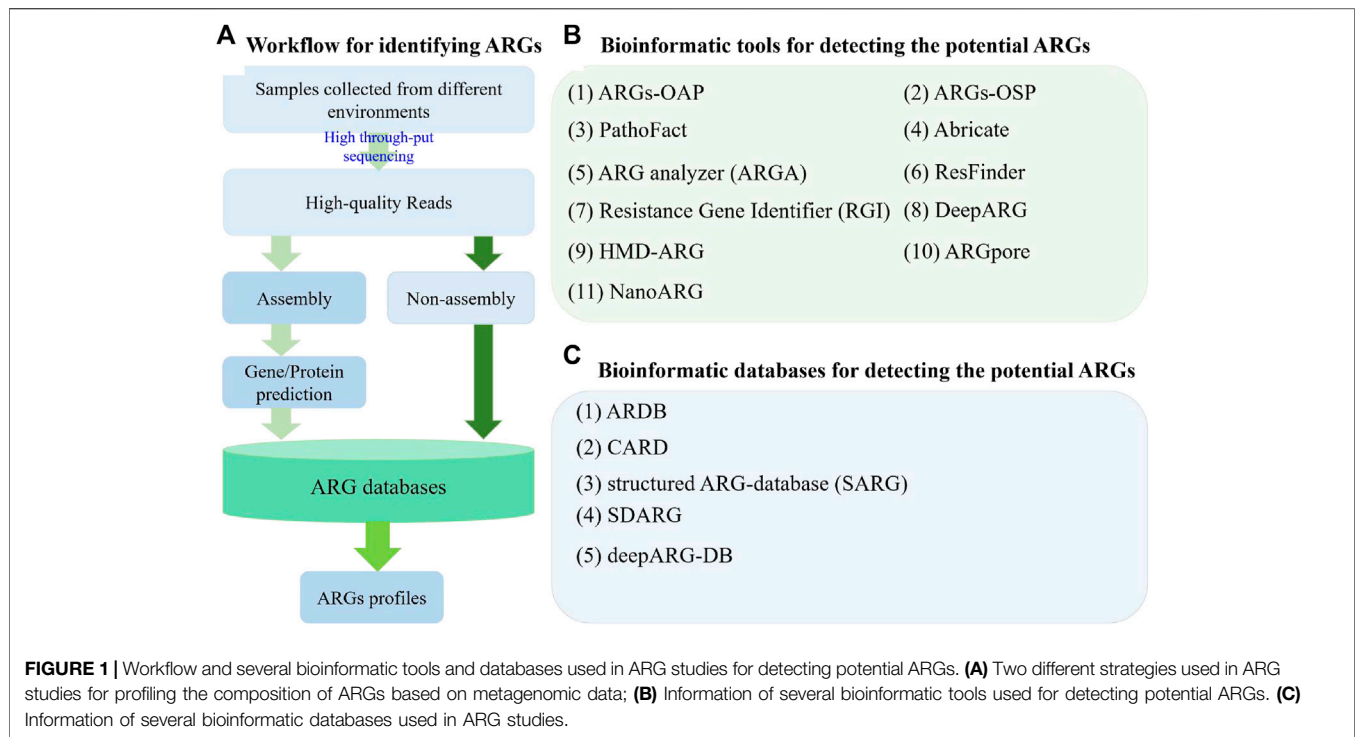 A Workflow for identifying ARGs
Samples collected from different
environments
High through-put
sequencing
High-quality Reads
Assembly
Non-assembly
Gene/Protein
prediction
ARG databases
ARGs profiles
B Bioinformatic tools for detecting the potential ARGs
(1) ARGs-OAP
(2) ARGs-OSP
(3) PathoFact
(4) Abricate
(5) ARG analyzer (ARGA)
(6) ResFinder
(7) Resistance Gene Identifier (RGI)
(8) DeepARG
(9) HMD-ARG
(10) ARGpore
(11) NanoARG
C Bioinformatic databases for detecting the potential ARGs
(1) ARDB
(2) CARD
(3) structured ARG-database (SARG)
(4) SDARG
(5) deepARG-DB
FIGURE 1 | Workflow and several bioinformatic tools and databases used in ARG studies for detecting potential ARGs. (A) Two different strategies used in ARG
studies for profiling the composition of ARGs based on metagenomic data; (B) Information of several bioinformatic tools used for detecting potential ARGs. (C)
Information of several bioinformatic databases used in ARG studies.